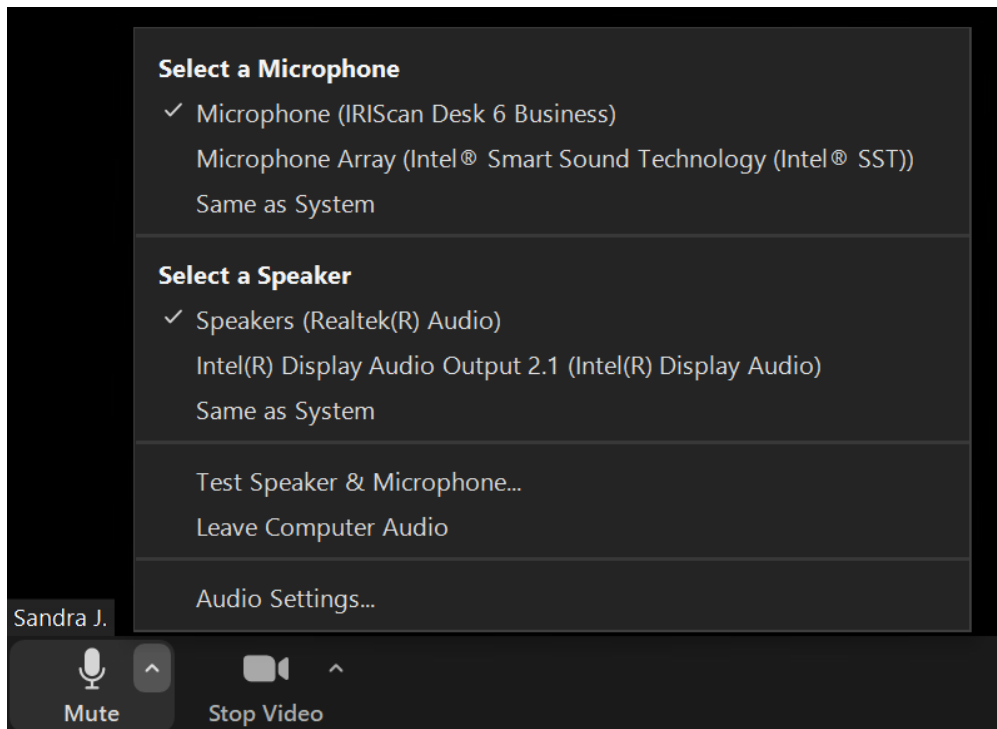 Select a Microphone
✓ Microphone (IRIScan Desk 6 Business)
Microphone Array (Intel® Smart Sound Technology (Intel® SST))
Same as System
Select a Speaker
✓ Speakers (Realtek(R) Audio)
Intel(R) Display Audio Output 2.1 (Intel(R) Display Audio)
Same as System
Test Speaker & Microphone...
Leave Computer Audio
Audio Settings...
Sandra J.
Mute
Stop Video